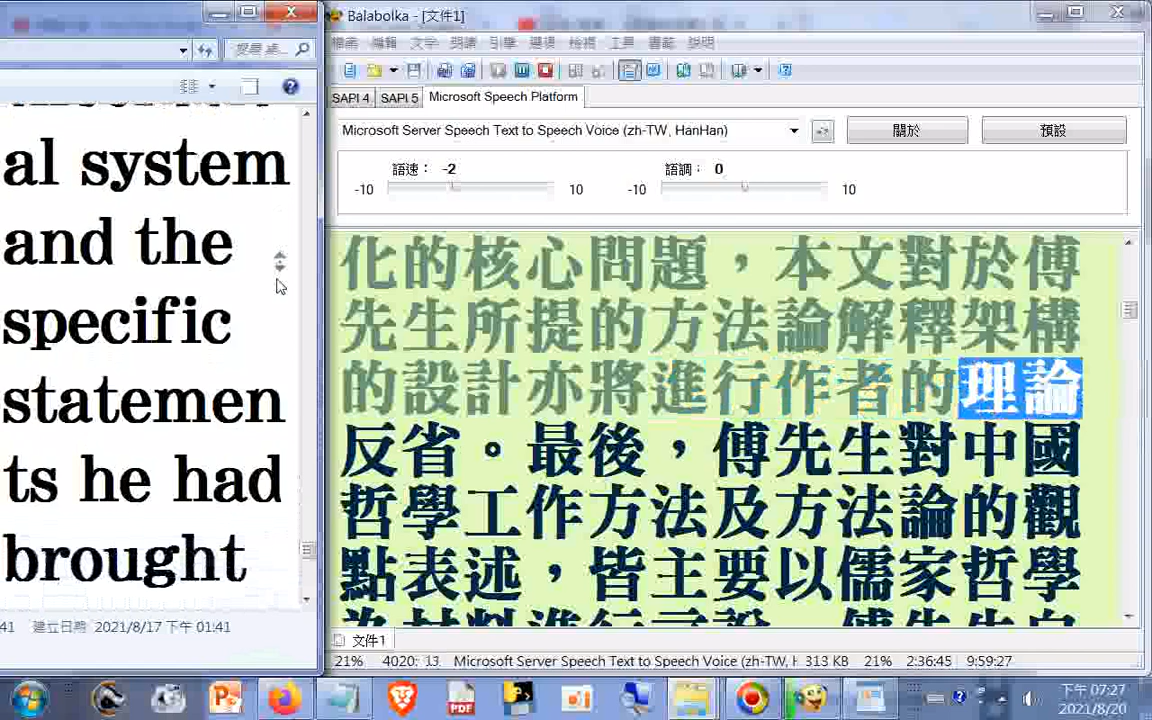 al system
and the
specific
statemen
ts he had
brought
41 建立日期 2021/8/17 下午 01:41
Balabolka - [文件1]
檔案 編輯 文字 朗讀 引擎 選項 檢視 工具 書籤 說明
SAPI 4 SAPI 5 Microsoft Speech Platform
Microsoft Server Speech Text to Speech Voice (zh-TW, HanHan) 關於 預設
語速： -2 語調： 0
-10 10 -10 10
化的核心問題，本文對於傅
先生所提的方法論解釋架構
的設計亦將進行作者的理論
反省。最後，傅先生對中國
哲學工作方法及方法論的觀
點表述，皆主要以儒家哲學
文件1
21% 4020: 13 Microsoft Server Speech Text to Speech Voice (zh-TW, H 313 KB 21% 2:36:45 9:59:27
PDF
下午 07:27
2021/8/20